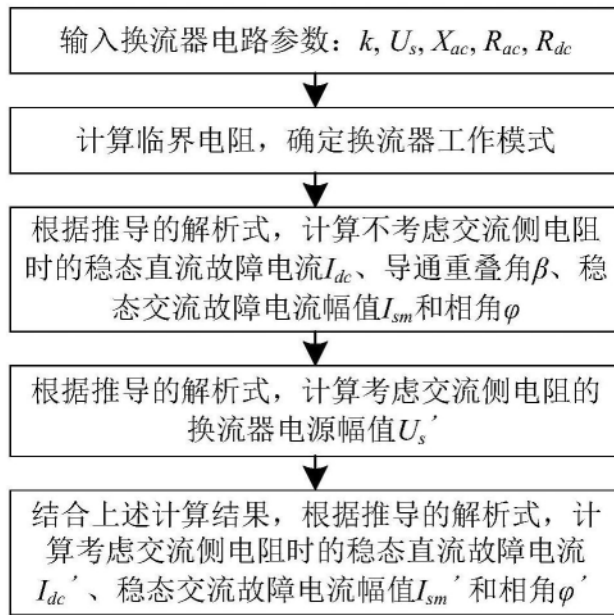 输入换流器电路参数：k, Us, Xac, Rac, Rdc
计算临界电阻，确定换流器工作模式
根据推导的解析式，计算不考虑交流侧电阻
时的稳态直流故障电流Idc、导通重叠角β、稳
态交流故障电流幅值Ism和相角φ
根据推导的解析式，计算考虑交流侧电阻的
换流器电源幅值Us′
结合上述计算结果，根据推导的解析式，计
算考虑交流侧电阻时的稳态直流故障电流
Idc′、稳态交流故障电流幅值Ism′和相角φ′